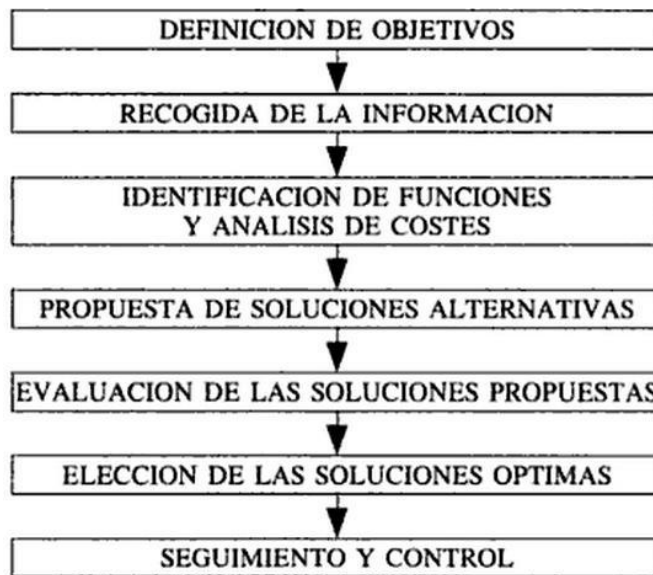 DEFINICION DE OBJETIVOS
RECOGIDA DE LA INFORMACION
IDENTIFICACION DE FUNCIONES
Y ANALISIS DE COSTES
PROPUESTA DE SOLUCIONES ALTERNATIVAS
EVALUACION DE LAS SOLUCIONES PROPUESTAS
ELECCION DE LAS SOLUCIONES OPTIMAS
SEGUIMIENTO Y CONTROL